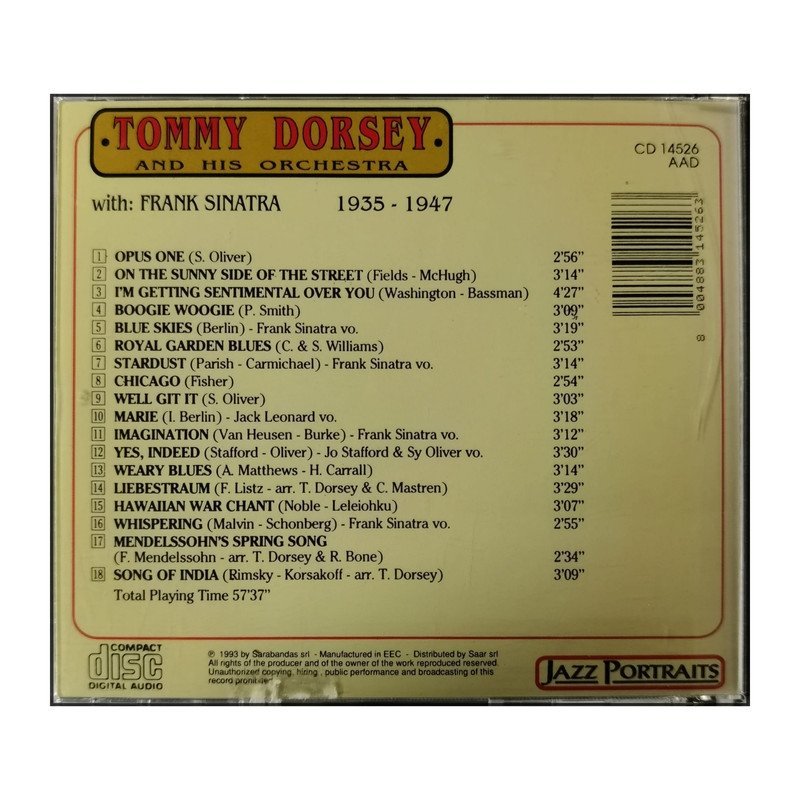 TOMMY DORSEY
AND HIS ORCHESTRA
CD 14526
AAD
with: FRANK SINATRA 1935 - 1947
8 004883 145263
1 OPUS ONE (S. Oliver) 2'56"
2 ON THE SUNNY SIDE OF THE STREET (Fields - McHugh) 3'14"
3 I'M GETTING SENTIMENTAL OVER YOU (Washington - Bassman) 4'27"
4 BOOGIE WOOGIE (P. Smith) 3'09"
5 BLUE SKIES (Berlin) - Frank Sinatra vo. 3'19"
6 ROYAL GARDEN BLUES (C. & S. Williams) 2'53"
7 STARDUST (Parish - Carmichael) - Frank Sinatra vo. 3'14"
8 CHICAGO (Fisher) 2'54"
9 WELL GIT IT (S. Oliver) 3'03"
10 MARIE (I. Berlin) - Jack Leonard vo. 3'18"
11 IMAGINATION (Van Heusen - Burke) - Frank Sinatra vo. 3'12"
12 YES, INDEED (Stafford - Oliver) - Jo Stafford & Sy Oliver vo. 3'30"
13 WEARY BLUES (A. Matthews - H. Carrall) 3'14"
14 LIEBESTRAUM (F. Listz - arr. T. Dorsey & C. Mastren) 3'29"
15 HAWAIIAN WAR CHANT (Noble - Leleiohku) 3'07"
16 WHISPERING (Malvin - Schonberg) - Frank Sinatra vo. 2'55"
17 MENDELSSOHN'S SPRING SONG
(F. Mendelssohn - arr. T. Dorsey & R. Bone) 2'34"
18 SONG OF INDIA (Rimsky - Korsakoff - arr. T. Dorsey) 3'09"
Total Playing Time 57'37"
COMPACT
disc
DIGITAL AUDIO
℗ 1993 by Sarabandas srl - Manufactured in EEC - Distributed by Saar srl
All rights of the producer and of the owner of the work reproduced reserved.
Unauthorized copying, hiring, public performance and broadcasting of this
record prohibited.
JAZZ PORTRAITS